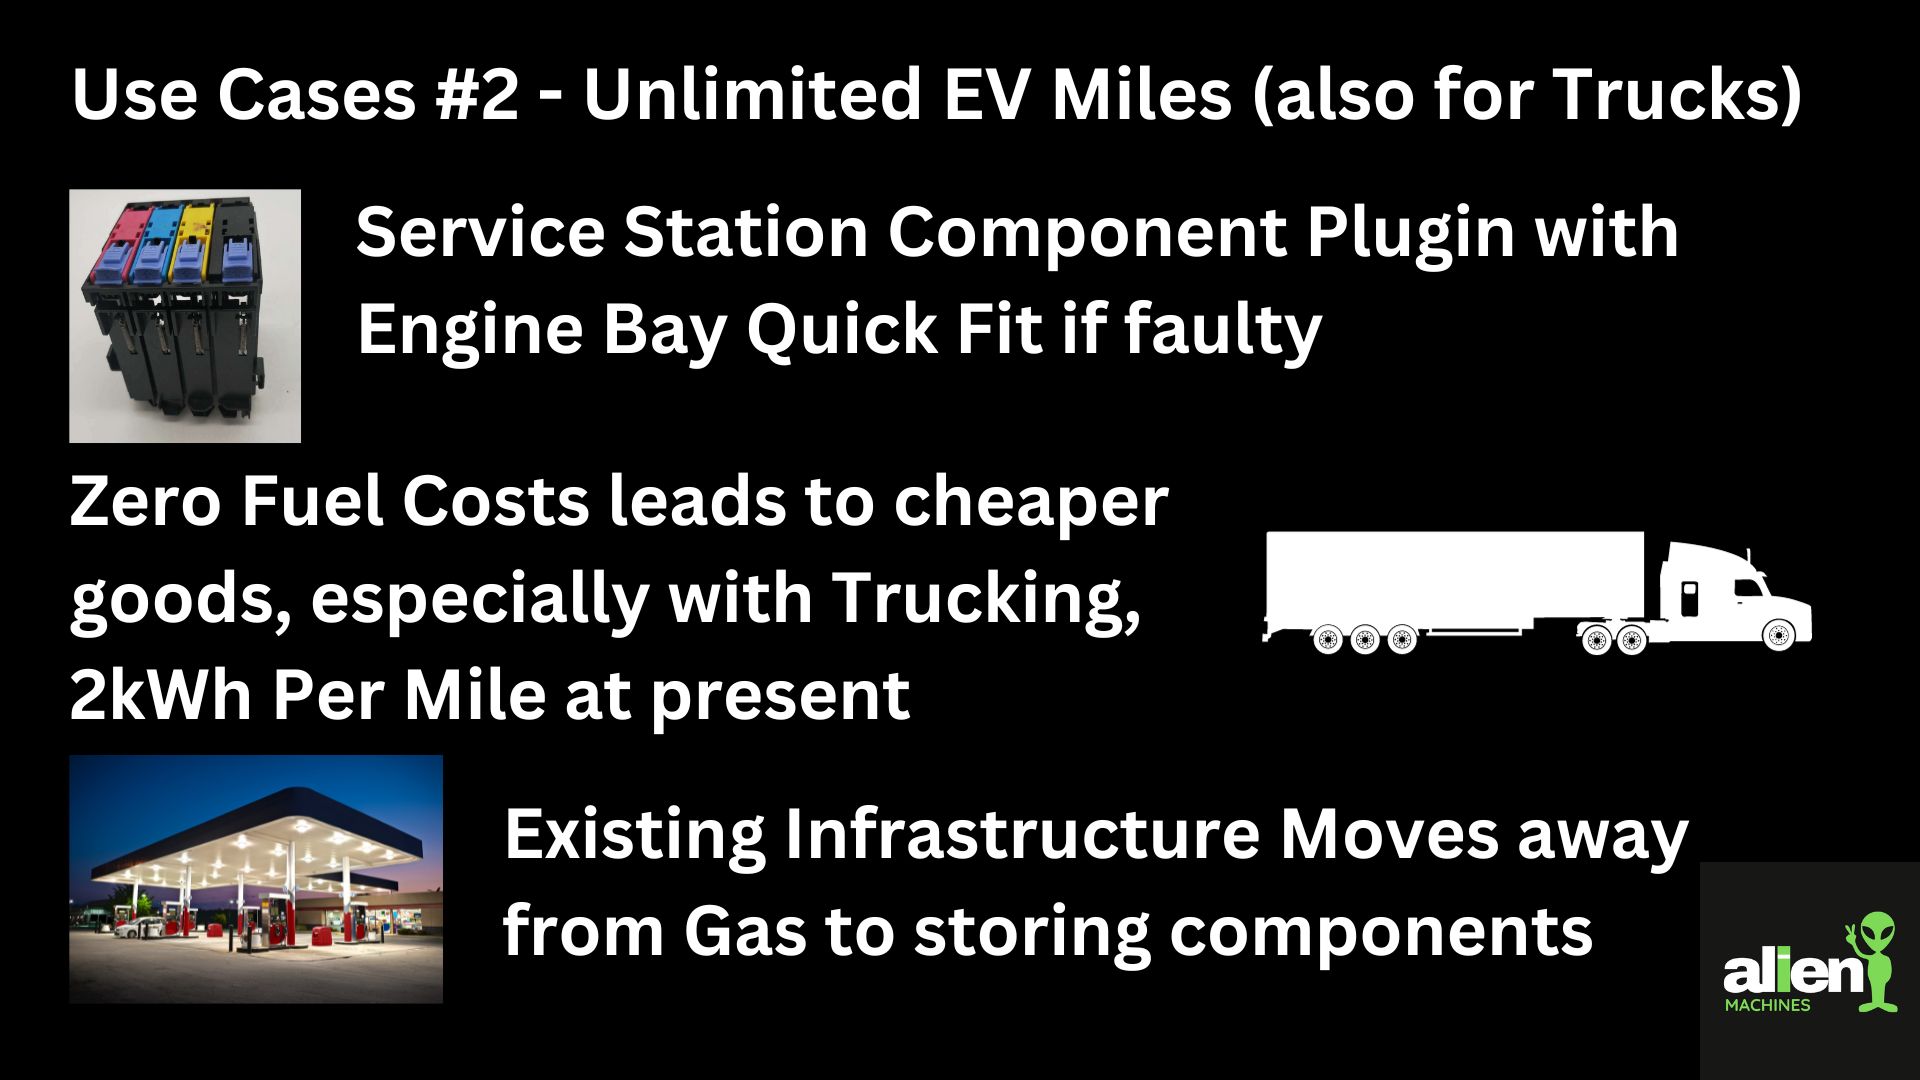 Use Cases #2 - Unlimited EV Miles (also for Trucks)
Service Station Component Plugin with
Engine Bay Quick Fit if faulty
Zero Fuel Costs leads to cheaper
goods, especially with Trucking,
2kWh Per Mile at present
Existing Infrastructure Moves away
from Gas to storing components
alien
MACHINES